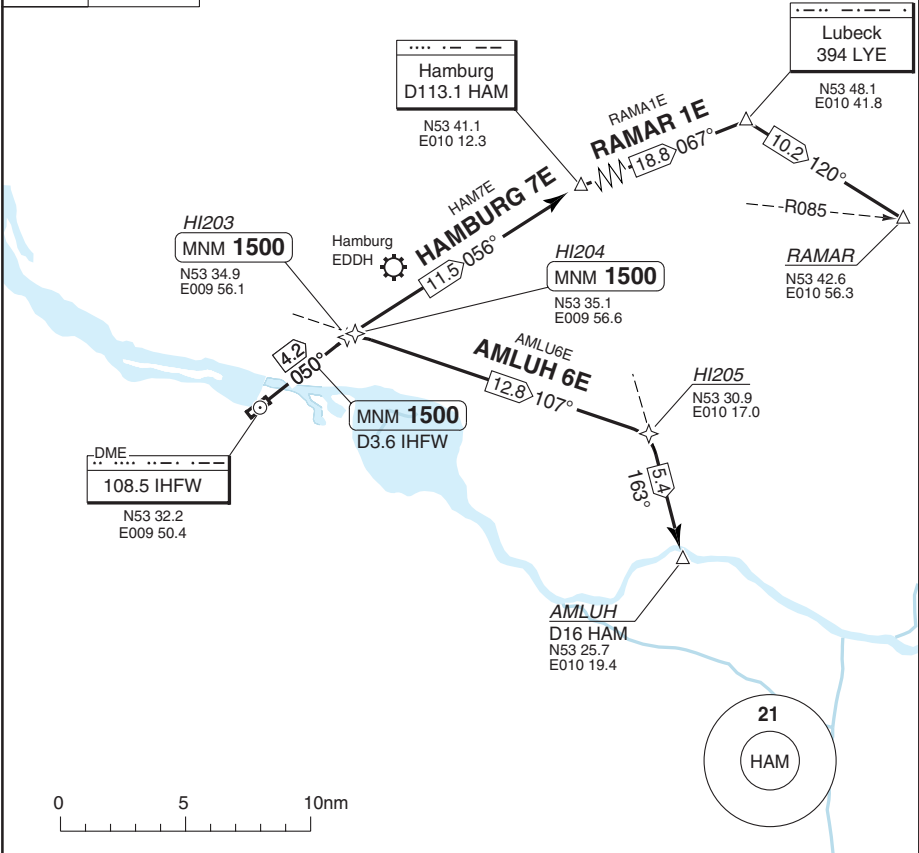 Lubeck
394 LYE
N53 48.1
E010 41.8
Hamburg
D113.1 HAM
N53 41.1
E010 12.3
RAMA1E
RAMAR 1E
18.8 067°
10.2 120°
R085
RAMAR
N53 42.6
E010 56.3
HAM7E
HAMBURG 7E
11.5 056°
HI203
MNM 1500
N53 34.9
E009 56.1
Hamburg
EDDH
HI204
MNM 1500
N53 35.1
E009 56.6
AMLU6E
AMLUH 6E
12.8 107°
4.2
050°
MNM 1500
D3.6 IHFW
HI205
N53 30.9
E010 17.0
DME
108.5 IHFW
N53 32.2
E009 50.4
5.4
163°
AMLUH
D16 HAM
N53 25.7
E010 19.4
21
HAM
0 5 10nm